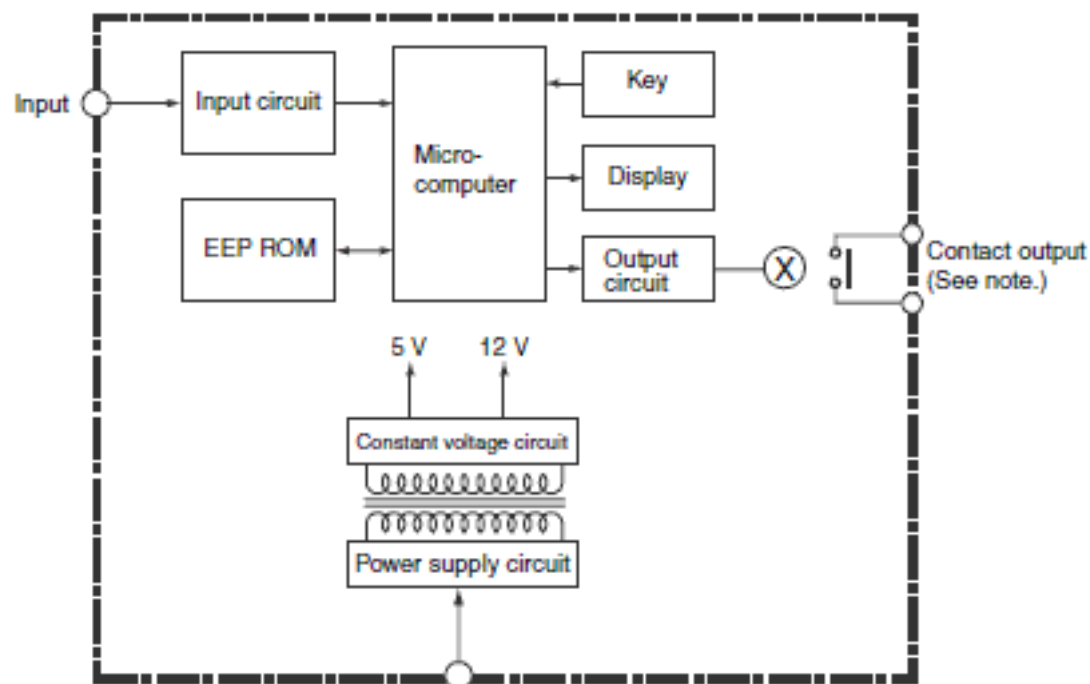 Input
Input circuit
Micro-
computer
Key
Display
EEP ROM
Output
circuit
X
Contact output
(See note.)
5 V
12 V
Constant voltage circuit
Power supply circuit